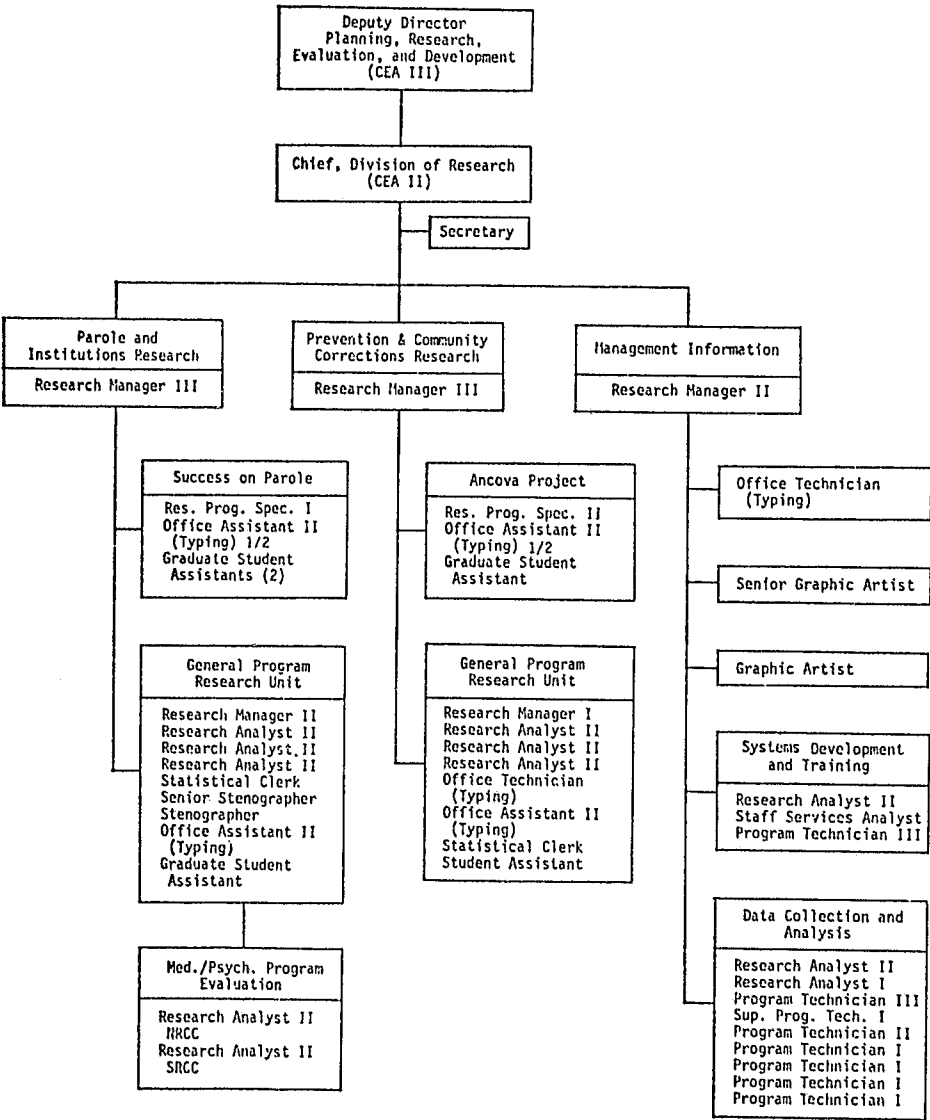 Deputy Director
Planning, Research,
Evaluation, and Development
(CEA III)
Chief, Division of Research
(CEA II)
Secretary
Parole and
Institutions Research
Research Manager III
Prevention & Community
Corrections Research
Research Manager III
Management Information
Research Manager II
Success on Parole
Res. Prog. Spec. I
Office Assistant II
(Typing) 1/2
Graduate Student
Assistants (2)
General Program
Research Unit
Research Manager II
Research Analyst II
Research Analyst II
Research Analyst II
Statistical Clerk
Senior Stenographer
Stenographer
Office Assistant II
(Typing)
Graduate Student
Assistant
Med./Psych. Program
Evaluation
Research Analyst II
NRCC
Research Analyst II
SRCC
Ancova Project
Res. Prog. Spec. II
Office Assistant II
(Typing) 1/2
Graduate Student
Assistant
General Program
Research Unit
Research Manager I
Research Analyst II
Research Analyst II
Research Analyst II
Office Technician
(Typing)
Office Assistant II
(Typing)
Statistical Clerk
Student Assistant
Office Technician
(Typing)
Senior Graphic Artist
Graphic Artist
Systems Development
and Training
Research Analyst II
Staff Services Analyst
Program Technician III
Data Collection and
Analysis
Research Analyst II
Research Analyst I
Program Technician III
Sup. Prog. Tech. I
Program Technician II
Program Technician I
Program Technician I
Program Technician I
Program Technician I